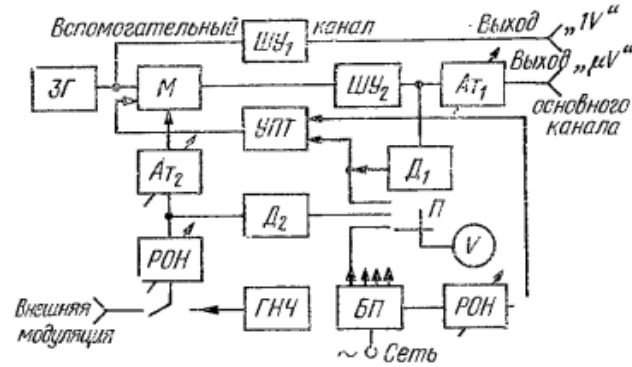 Вспомогательный канал
ШУ₁
Выход „1V“
ЗГ
М
ШУ₂
Ат₁
Выход „μV“
основного
канала
УПТ
Ат₂
Д₁
Д₂
П
V
РОН
Внешняя
модуляция
ГНЧ
БП
РОН
~
Сеть